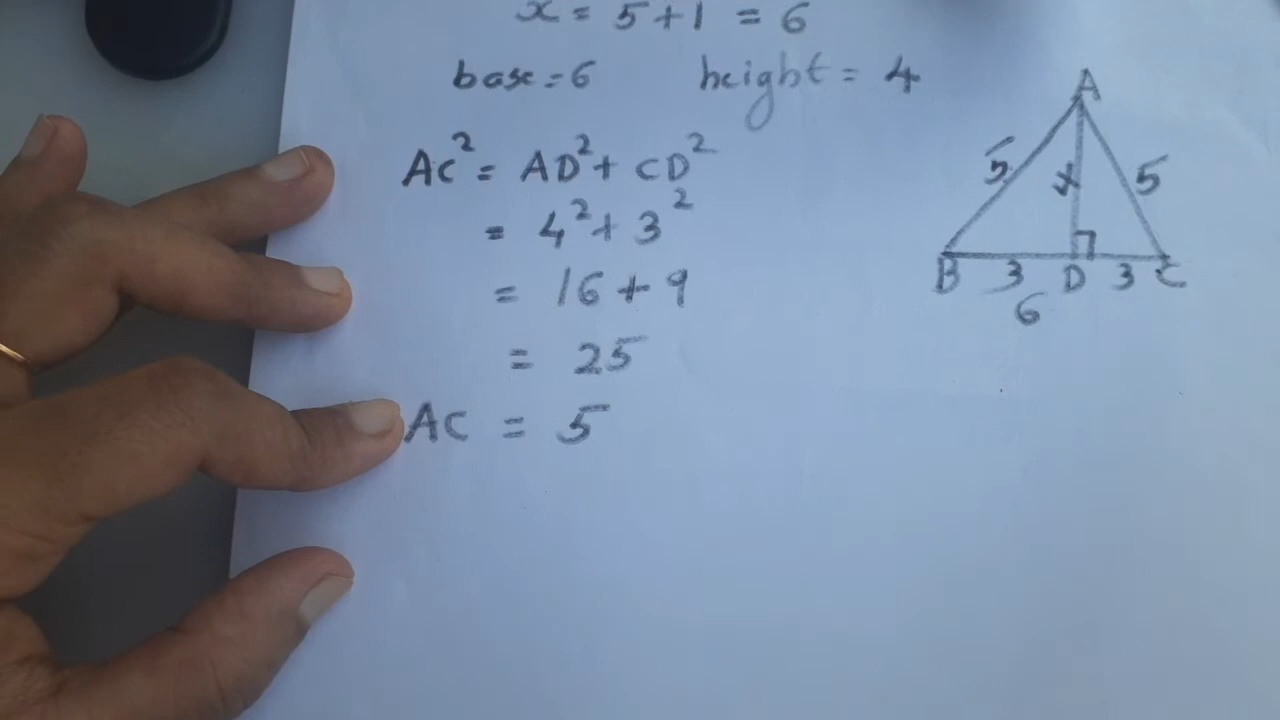 x = 5+1 = 6
base = 6 height = 4
AC² = AD² + CD²
= 4² + 3²
= 16 + 9
= 25
AC = 5
A
5 4 5
B 3 D 3 C
6